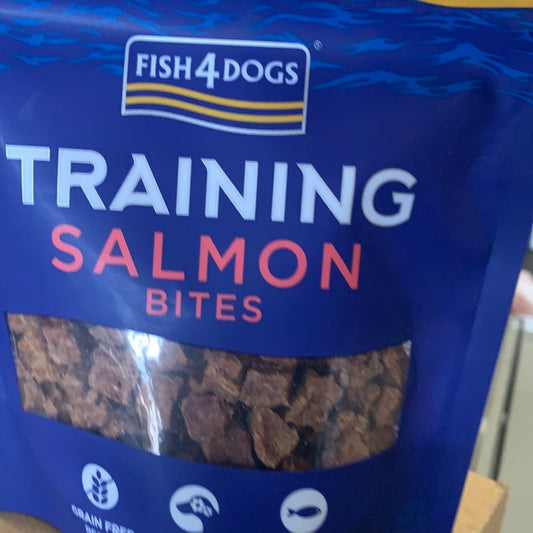 FISH4DOGS
®
TRAINING
SALMON
BITES
GRAIN FREE